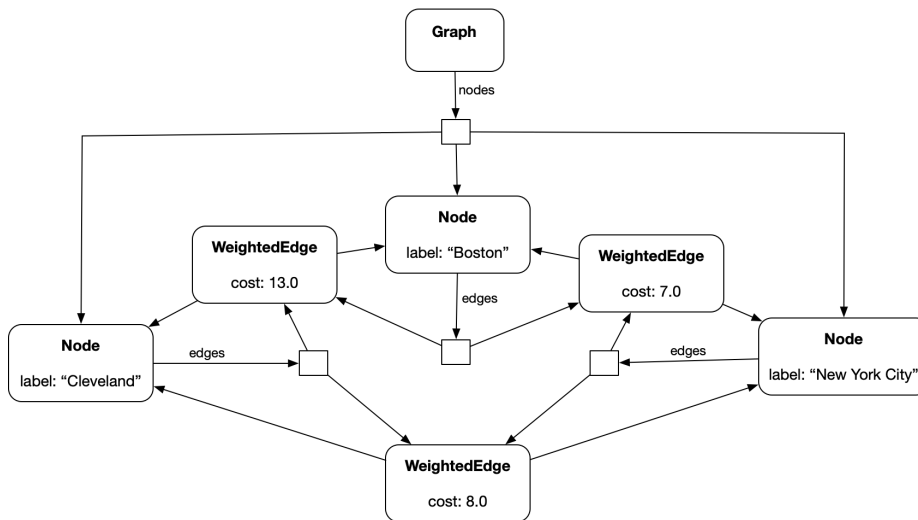 Graph
nodes
Node
label: “Boston”
WeightedEdge
cost: 13.0
WeightedEdge
cost: 7.0
edges
Node
label: “Cleveland”
edges
edges
Node
label: “New York City”
WeightedEdge
cost: 8.0